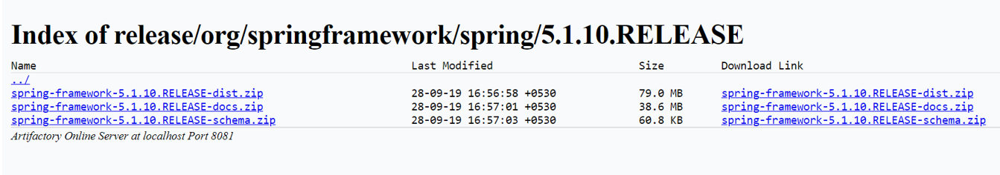 Index of release/org/springframework/spring/5.1.10.RELEASE
Name Last Modified Size Download Link
../
spring-framework-5.1.10.RELEASE-dist.zip 28-09-19 16:56:58 +0530 79.0 MB spring-framework-5.1.10.RELEASE-dist.zip
spring-framework-5.1.10.RELEASE-docs.zip 28-09-19 16:57:01 +0530 38.6 MB spring-framework-5.1.10.RELEASE-docs.zip
spring-framework-5.1.10.RELEASE-schema.zip 28-09-19 16:57:03 +0530 60.8 KB spring-framework-5.1.10.RELEASE-schema.zip
Artifactory Online Server at localhost Port 8081